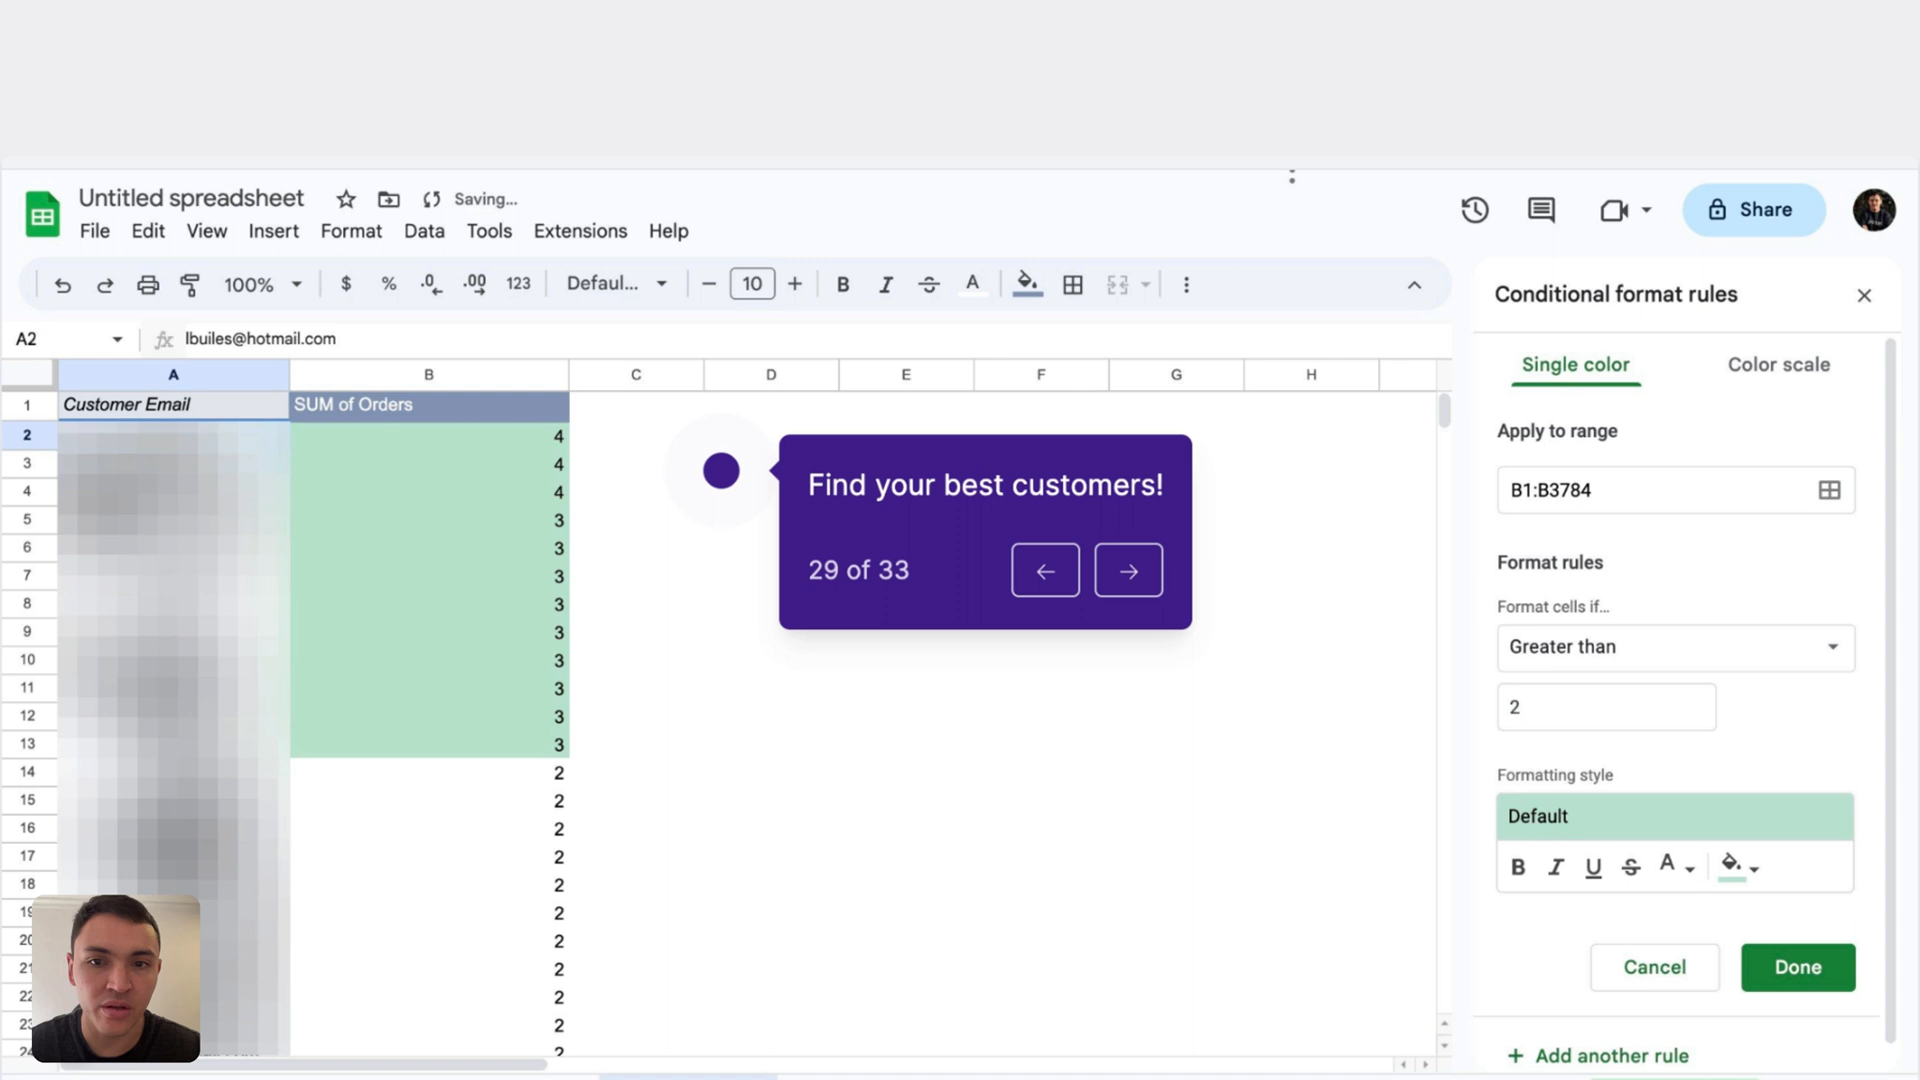 Untitled spreadsheet Saving...
File Edit View Insert Format Data Tools Extensions Help
Share
100% $ % .0 .00 123 Defaul... 10 B I S A
Conditional format rules
A2 fx lbuiles@hotmail.com
Single color Color scale
A B C D E F G H
1 Customer Email SUM of Orders
2 4
3 4
4 4
5 3
6 3
7 3
8 3
9 3
10 3
11 3
12 3
13 3
14 2
15 2
16 2
17 2
18 2
2
2
2
2
2
2
Find your best customers!
29 of 33
Apply to range
B1:B3784
Format rules
Format cells if...
Greater than
2
Formatting style
Default
B I U S A
Cancel Done
+ Add another rule